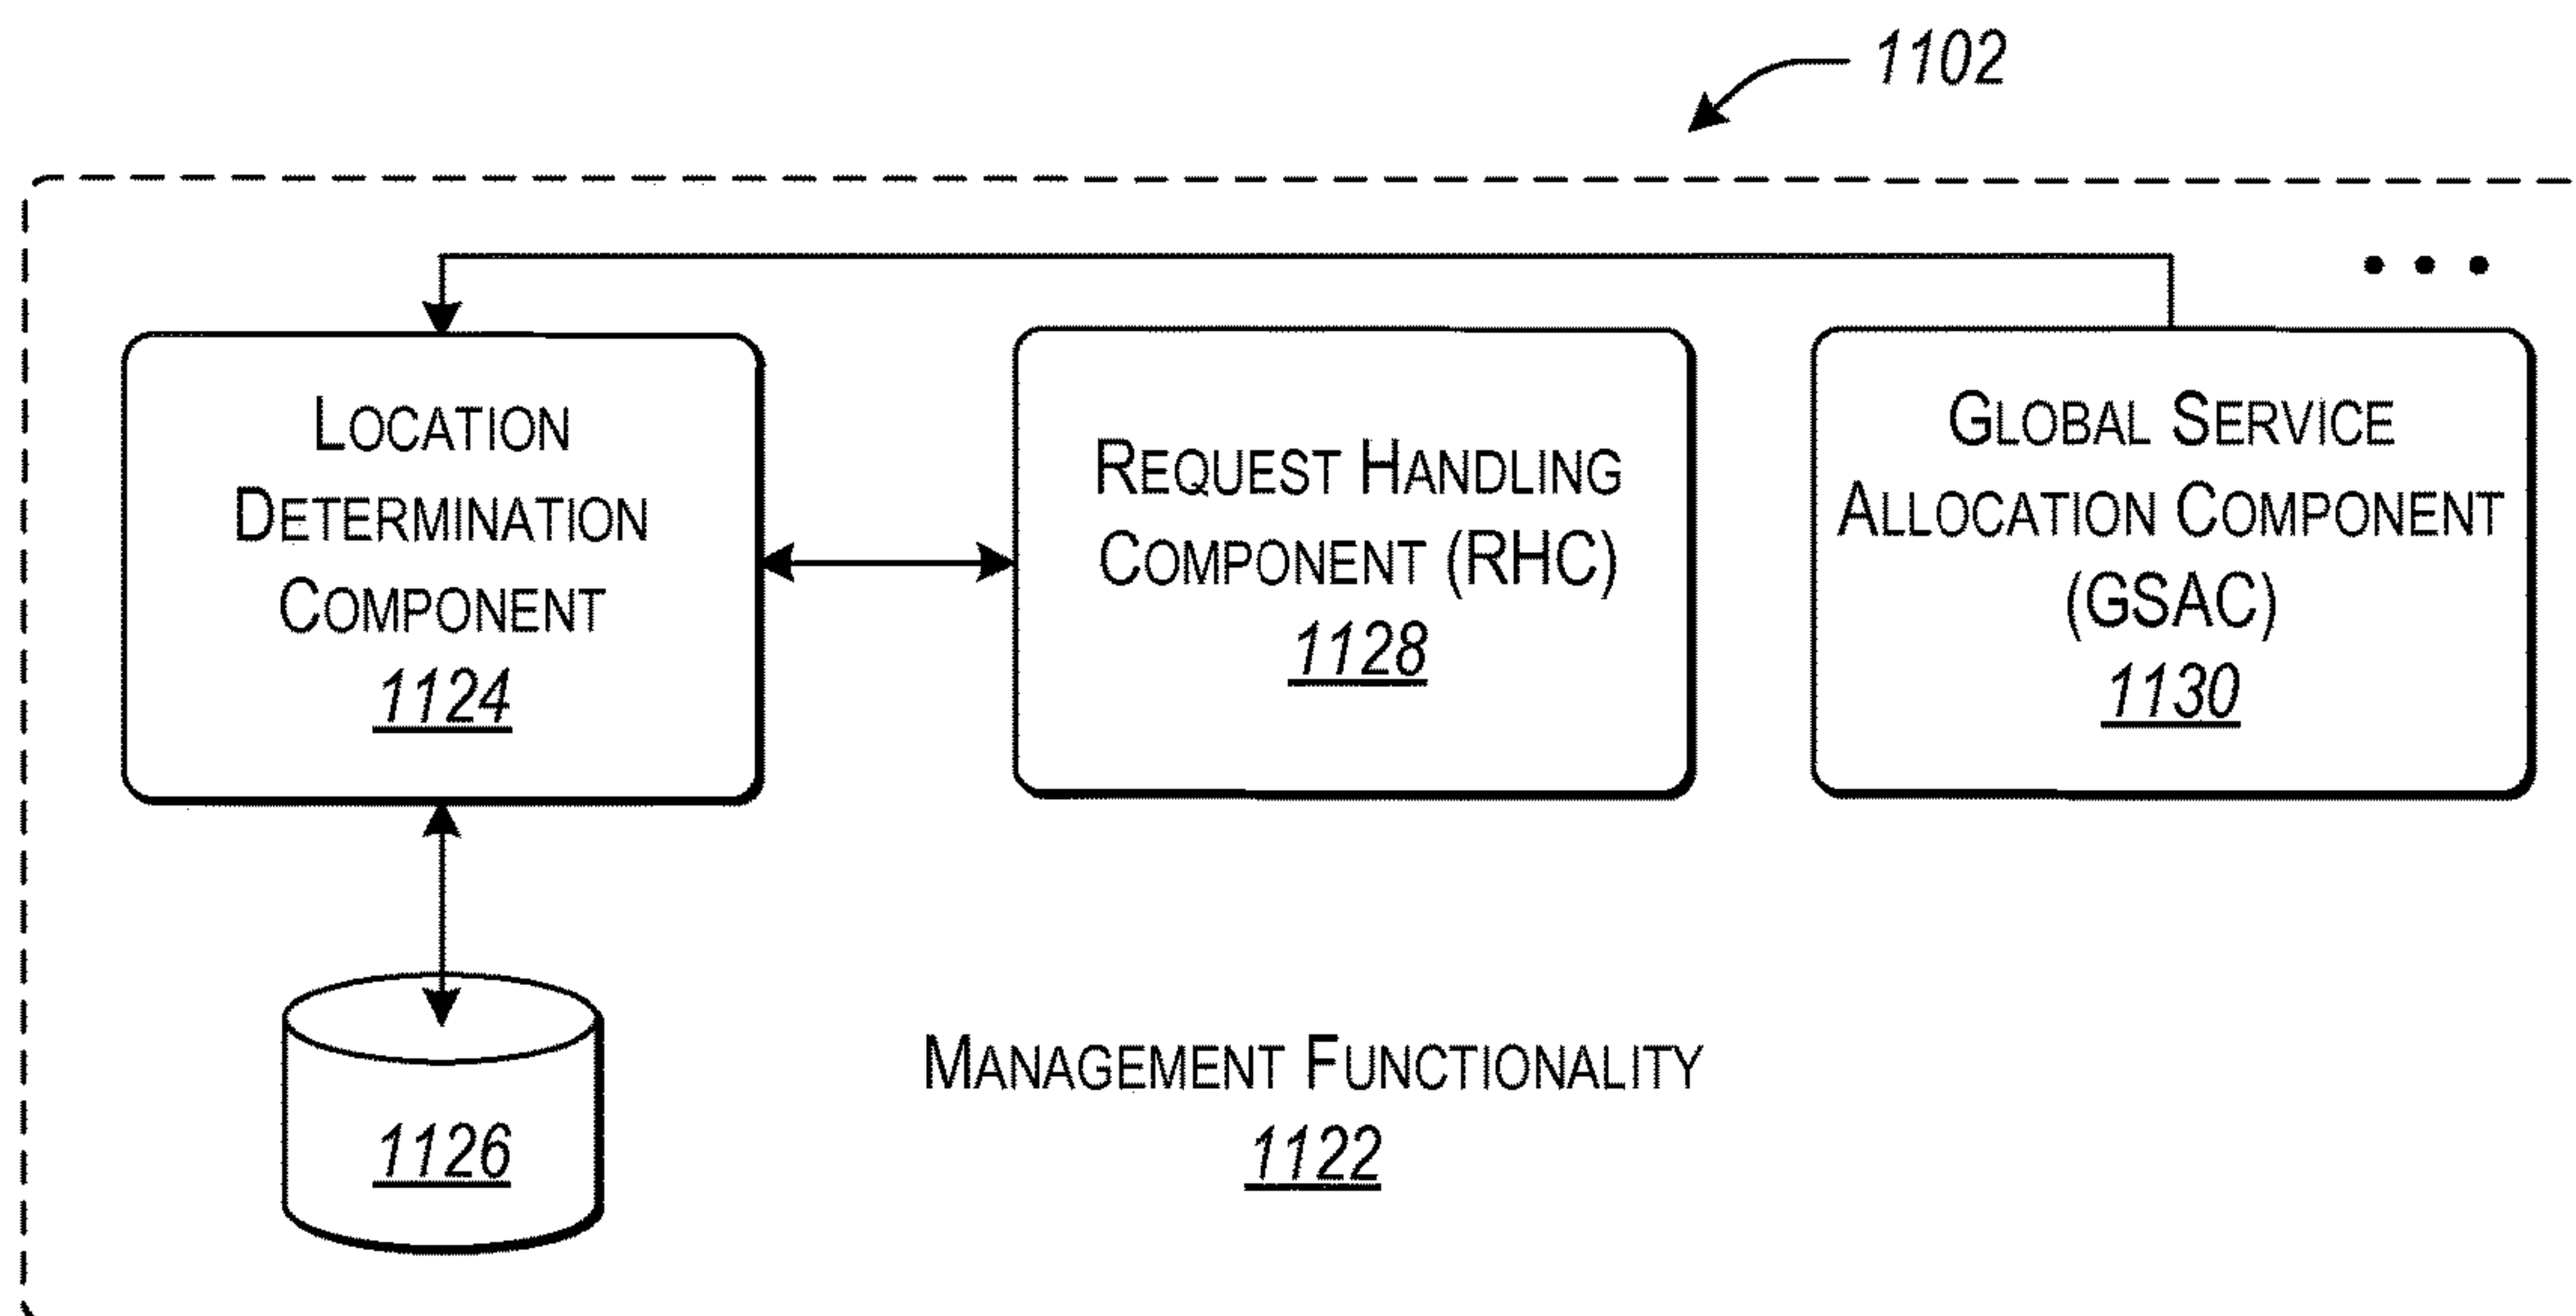 1102
LOCATION
DETERMINATION
COMPONENT
1124
REQUEST HANDLING
COMPONENT (RHC)
1128
GLOBAL SERVICE
ALLOCATION COMPONENT
(GSAC)
1130
1126
MANAGEMENT FUNCTIONALITY
1122